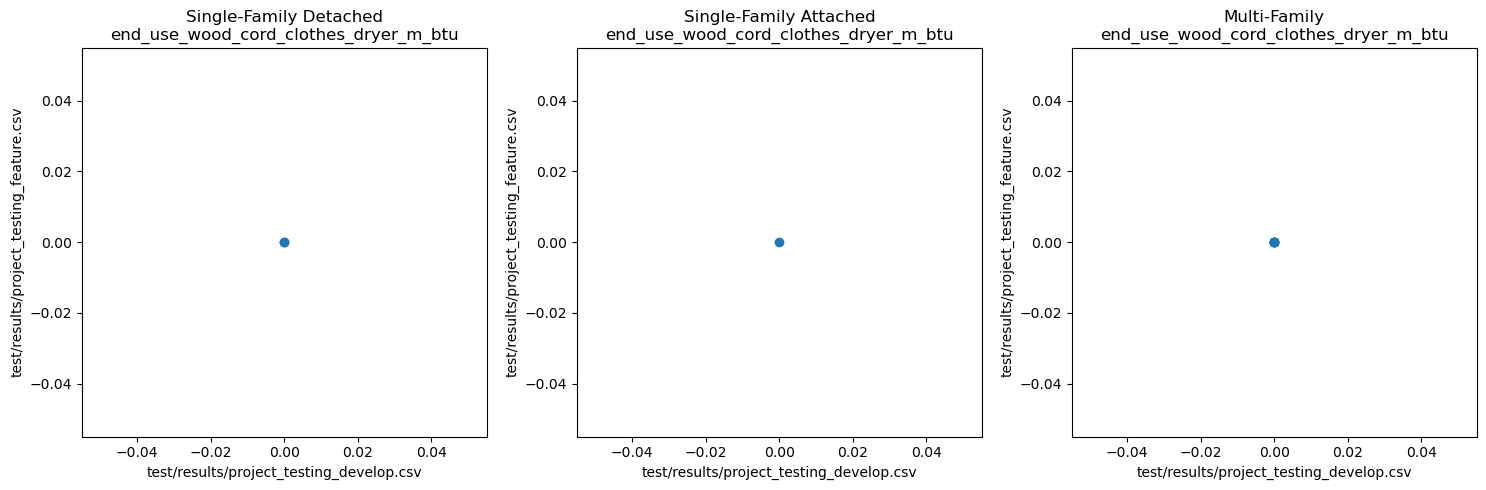 Single-Family Detached
end_use_wood_cord_clothes_dryer_m_btu
test/results/project_testing_feature.csv
0.04
0.02
0.00
−0.02
−0.04
−0.04
−0.02
0.00
0.02
0.04
test/results/project_testing_develop.csv
Single-Family Attached
end_use_wood_cord_clothes_dryer_m_btu
test/results/project_testing_feature.csv
0.04
0.02
0.00
−0.02
−0.04
−0.04
−0.02
0.00
0.02
0.04
test/results/project_testing_develop.csv
Multi-Family
end_use_wood_cord_clothes_dryer_m_btu
test/results/project_testing_feature.csv
0.04
0.02
0.00
−0.02
−0.04
−0.04
−0.02
0.00
0.02
0.04
test/results/project_testing_develop.csv